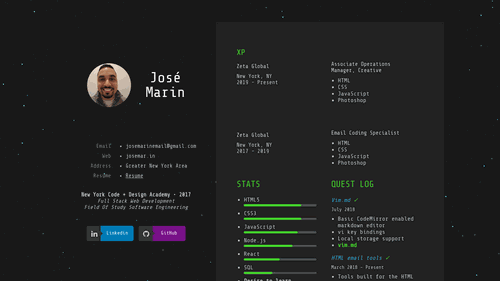 José
Marin
Email • josemarinemail@gmail.com
Web • josemar.in
Address • Greater New York Area
Resume • Resume
New York Code + Design Academy - 2017
Full Stack Web Development
Field Of Study Software Engineering
LinkedIn
GitHub
XP
Zeta Global
New York, NY
2019 - Present
Associate Operations
Manager, Creative
• HTML
• CSS
• JavaScript
• Photoshop
Zeta Global
New York, NY
2017 - 2019
Email Coding Specialist
• HTML
• CSS
• JavaScript
• Photoshop
STATS
• HTML5
• CSS3
• JavaScript
• Node.js
• React
• SQL
• Desire to learn
QUEST LOG
Vim md ✓
July 2018
• Basic CodeMirror enabled
markdown editor
• vi key bindings
• Local storage support
• vim.md
HTML email tools ✓
March 2018 - Present
• Tools built for the HTML